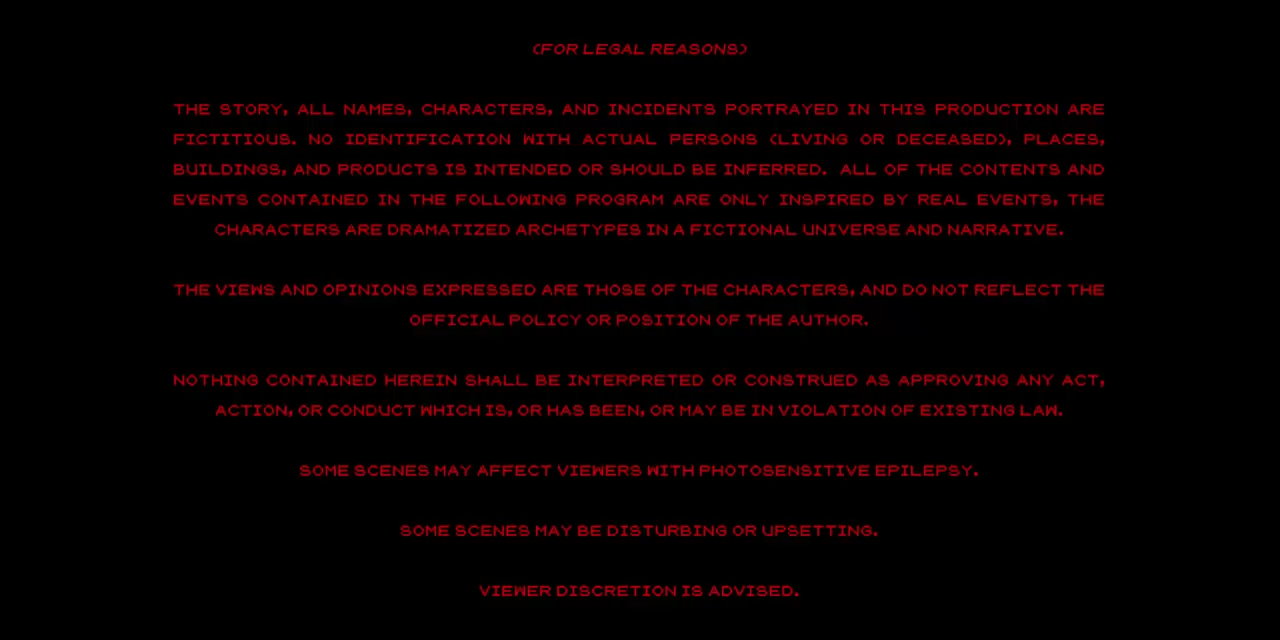 (FOR LEGAL REASONS)
THE STORY, ALL NAMES, CHARACTERS, AND INCIDENTS PORTRAYED IN THIS PRODUCTION ARE
FICTITIOUS. NO IDENTIFICATION WITH ACTUAL PERSONS (LIVING OR DECEASED), PLACES,
BUILDINGS, AND PRODUCTS IS INTENDED OR SHOULD BE INFERRED. ALL OF THE CONTENTS AND
EVENTS CONTAINED IN THE FOLLOWING PROGRAM ARE ONLY INSPIRED BY REAL EVENTS, THE
CHARACTERS ARE DRAMATIZED ARCHETYPES IN A FICTIONAL UNIVERSE AND NARRATIVE.
THE VIEWS AND OPINIONS EXPRESSED ARE THOSE OF THE CHARACTERS, AND DO NOT REFLECT THE
OFFICIAL POLICY OR POSITION OF THE AUTHOR.
NOTHING CONTAINED HEREIN SHALL BE INTERPRETED OR CONSTRUED AS APPROVING ANY ACT,
ACTION, OR CONDUCT WHICH IS, OR HAS BEEN, OR MAY BE IN VIOLATION OF EXISTING LAW.
SOME SCENES MAY AFFECT VIEWERS WITH PHOTOSENSITIVE EPILEPSY.
SOME SCENES MAY BE DISTURBING OR UPSETTING.
VIEWER DISCRETION IS ADVISED.